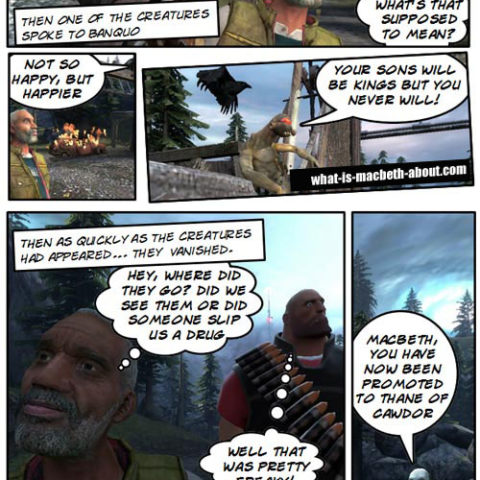 THEN ONE OF THE CREATURES
SPOKE TO BANQUO
WHAT'S THAT
SUPPOSED
TO MEAN?
NOT SO
HAPPY, BUT
HAPPIER
YOUR SONS WILL
BE KINGS BUT YOU
NEVER WILL!
what-is-macbeth-about.com
THEN AS QUICKLY AS THE CREATURES
HAD APPEARED... THEY VANISHED.
HEY, WHERE DID
THEY GO? DID WE
SEE THEM OR DID
SOMEONE SLIP
US A DRUG
WELL THAT
WAS PRETTY
MACBETH,
YOU HAVE
NOW BEEN
PROMOTED
TO THANE OF
CAWDOR